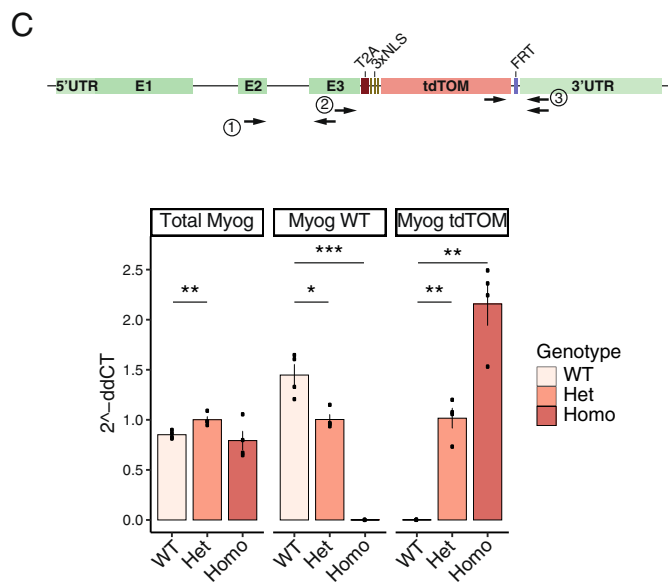 C
T2A 3xNLS FRT
5'UTR E1 E2 E3 tdTOM 3'UTR
① ② ③
Total Myog Myog WT Myog tdTOM
*** **
** * **
2^-ddCT
2.5
2.0
1.5
1.0
0.5
0.0
WT Het Homo WT Het Homo WT Het Homo
Genotype
WT
Het
Homo